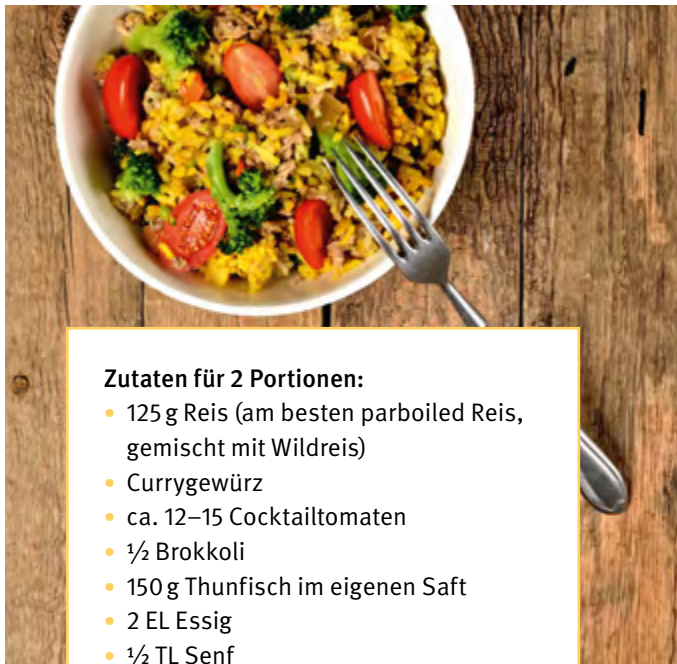 Zutaten für 2 Portionen:
• 125 g Reis (am besten parboiled Reis,
gemischt mit Wildreis)
• Currygewürz
• ca. 12–15 Cocktailtomaten
• ½ Brokkoli
• 150 g Thunfisch im eigenen Saft
• 2 EL Essig
• ½ TL Senf